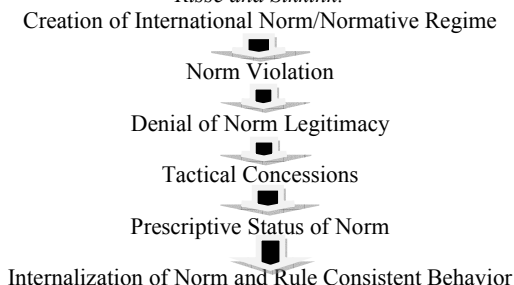 Risse and Sikkink:
Creation of International Norm/Normative Regime
Norm Violation
Denial of Norm Legitimacy
Tactical Concessions
Prescriptive Status of Norm
Internalization of Norm and Rule Consistent Behavior